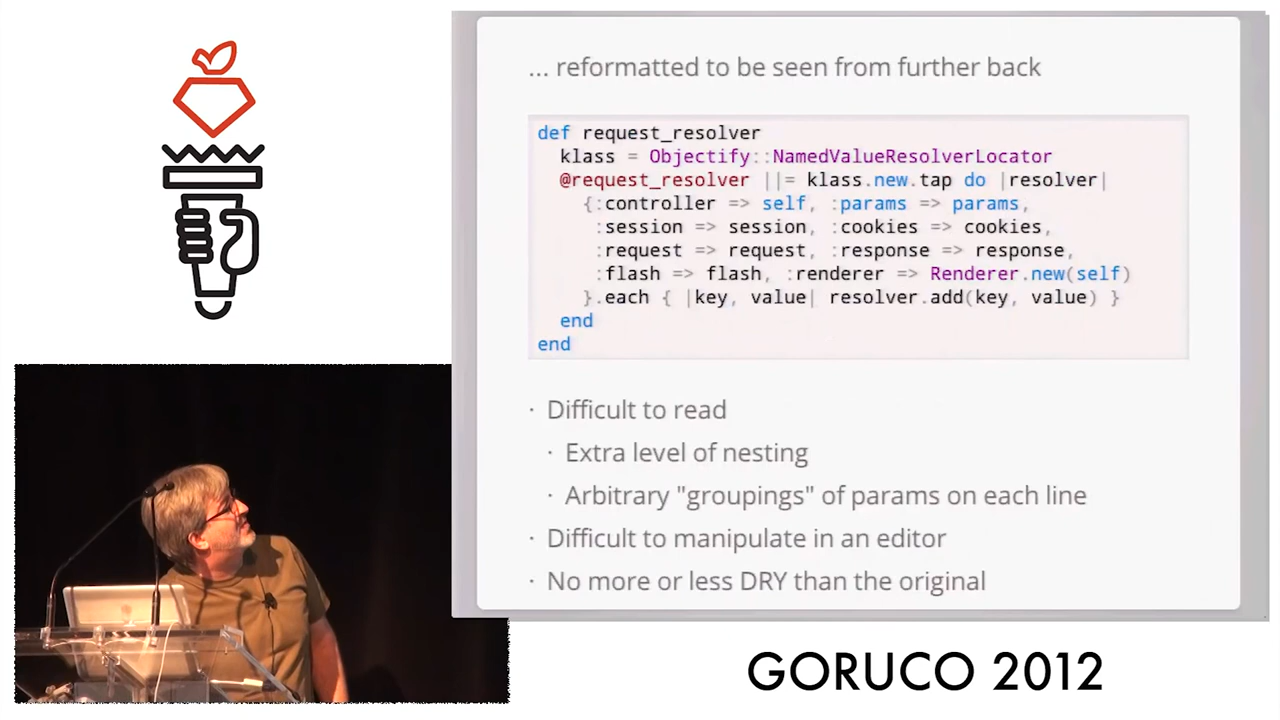 ... reformatted to be seen from further back
def request_resolver
  klass = Objectify::NamedValueResolverLocator
  @request_resolver ||= klass.new.tap do |resolver|
    {:controller => self, :params => params,
     :session => session, :cookies => cookies,
     :request => request, :response => response,
     :flash => flash, :renderer => Renderer.new(self)
    }.each { |key, value| resolver.add(key, value) }
  end
end
· Difficult to read
· Extra level of nesting
· Arbitrary "groupings" of params on each line
· Difficult to manipulate in an editor
· No more or less DRY than the original
GORUCO 2012